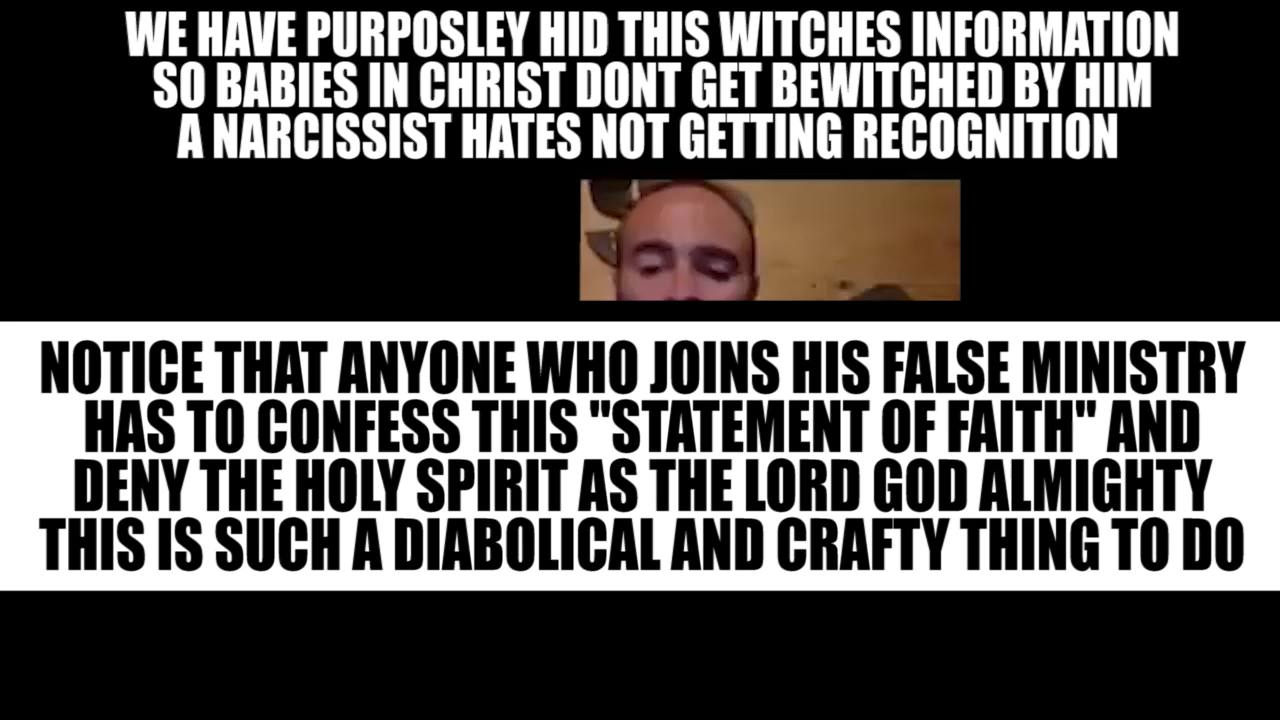 WE HAVE PURPOSLEY HID THIS WITCHES INFORMATION
SO BABIES IN CHRIST DONT GET BEWITCHED BY HIM
A NARCISSIST HATES NOT GETTING RECOGNITION
NOTICE THAT ANYONE WHO JOINS HIS FALSE MINISTRY
HAS TO CONFESS THIS "STATEMENT OF FAITH" AND
DENY THE HOLY SPIRIT AS THE LORD GOD ALMIGHTY
THIS IS SUCH A DIABOLICAL AND CRAFTY THING TO DO